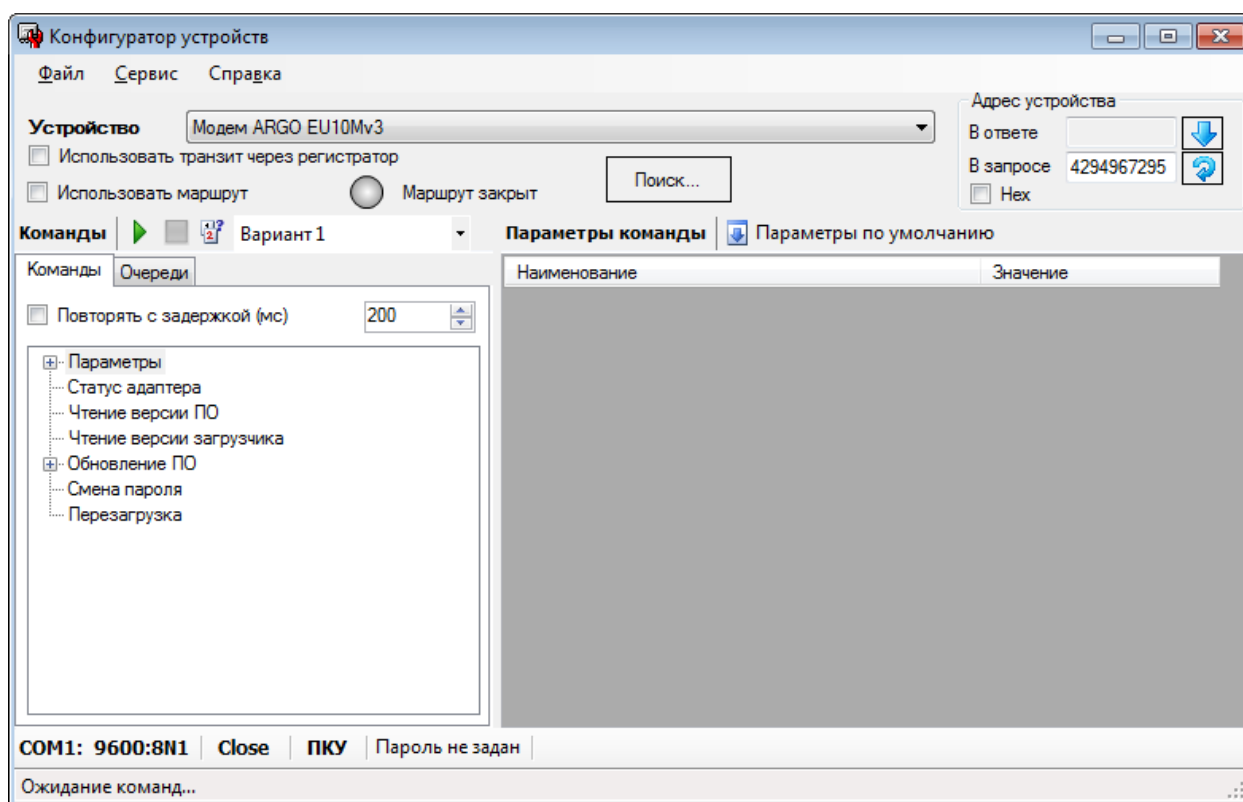 Конфигуратор устройств
Файл Сервис Справка
Адрес устройства
Устройство Модем ARGO EU10Mv3
В ответе
Использовать транзит через регистратор
В запросе 4294967295
Поиск...
Использовать маршрут Маршрут закрыт
Hex
Команды Вариант 1 Параметры команды Параметры по умолчанию
Команды Очереди
Наименование Значение
Повторять с задержкой (мс) 200
Параметры
Статус адаптера
Чтение версии ПО
Чтение версии загрузчика
Обновление ПО
Смена пароля
Перезагрузка
COM1: 9600:8N1 Close ПКУ Пароль не задан
Ожидание команд...